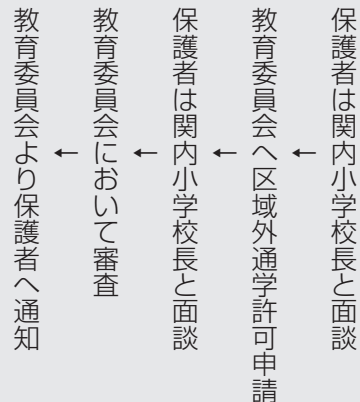 保護者は関内小学校長と面談
←
教育委員会へ区域外通学許可申請
←
保護者は関内小学校長と面談
←
教育委員会において審査
←
教育委員会より保護者へ通知